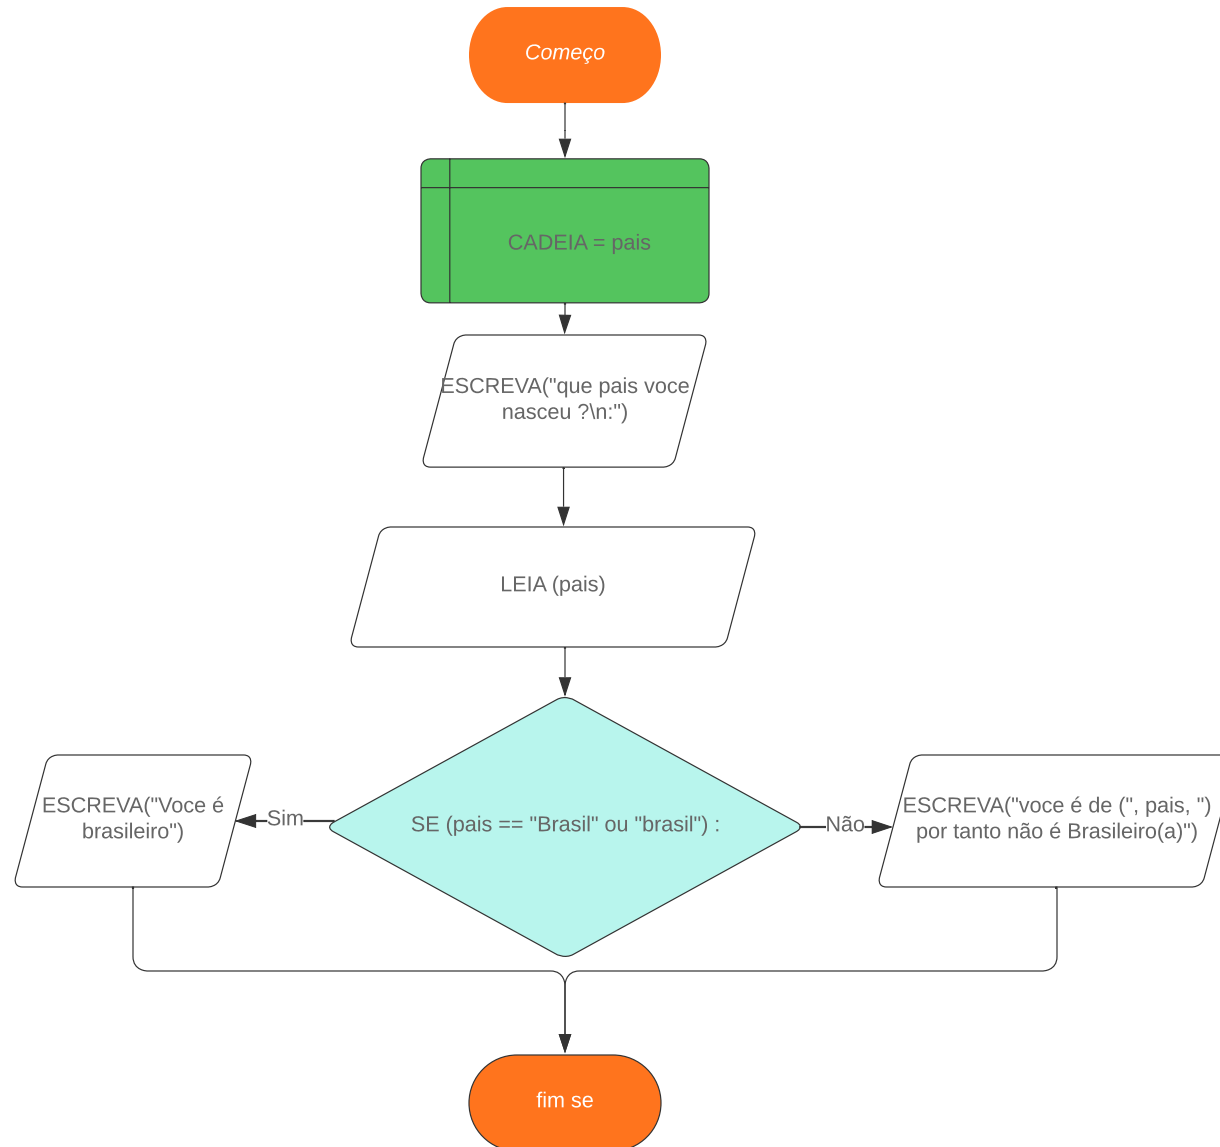 Começo
CADEIA = pais
ESCREVA("que pais voce
nasceu ?\n:")
LEIA (pais)
SE (pais == "Brasil" ou "brasil") :
Sim
ESCREVA("Voce é
brasileiro")
Não
ESCREVA("voce é de (", pais, ")
por tanto não é Brasileiro(a)")
fim se